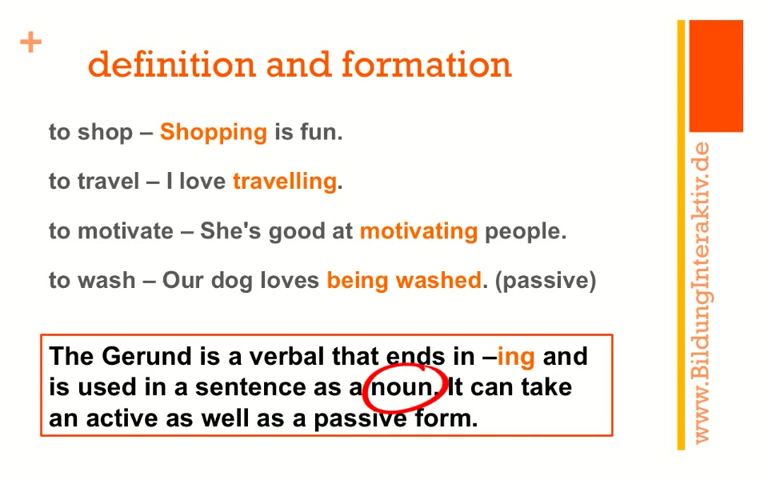 +
definition and formation
to shop – Shopping is fun.
to travel – I love travelling.
to motivate – She's good at motivating people.
to wash – Our dog loves being washed. (passive)
The Gerund is a verbal that ends in –ing and
is used in a sentence as a noun. It can take
an active as well as a passive form.
www.BildungInteraktiv.de